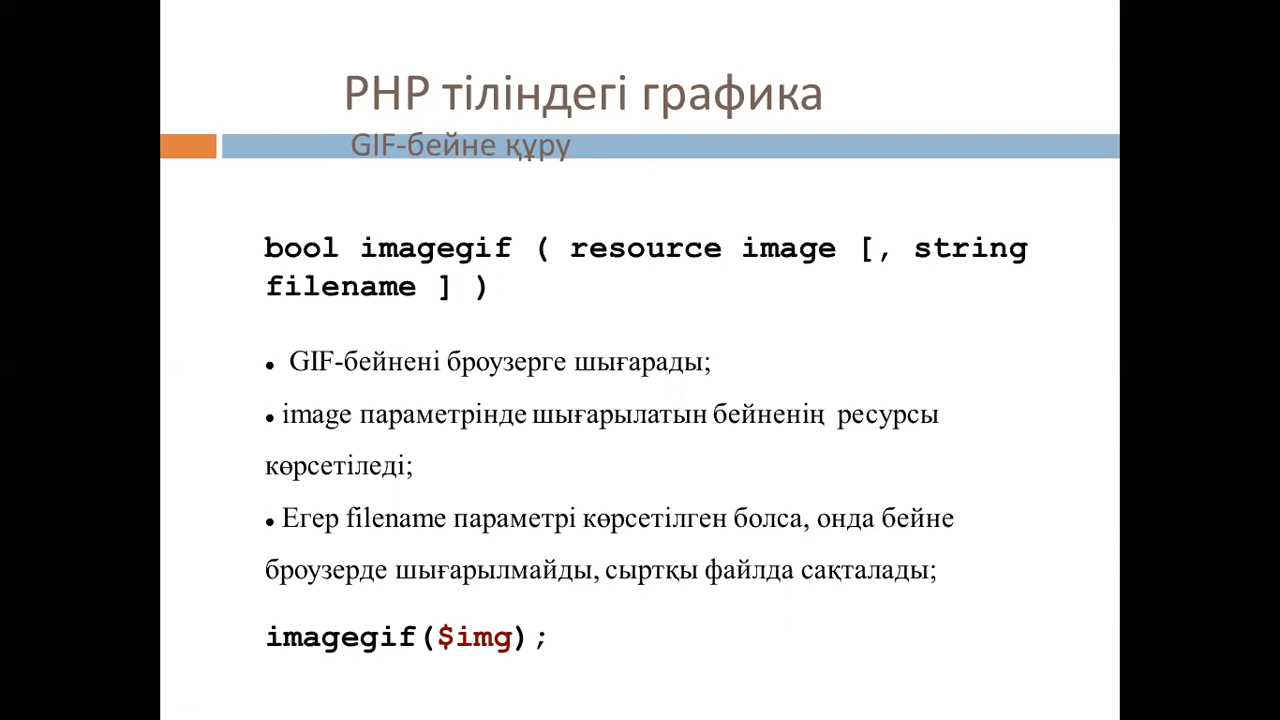 PHP тіліндегі графика
GIF-бейне құру
bool imagegif ( resource image [, string
filename ] )
• GIF-бейнені броузерге шығарады;
• image параметрінде шығарылатын бейненің ресурсы
көрсетіледі;
• Егер filename параметрі көрсетілген болса, онда бейне
броузерде шығарылмайды, сыртқы файлда сақталады;
imagegif($img);